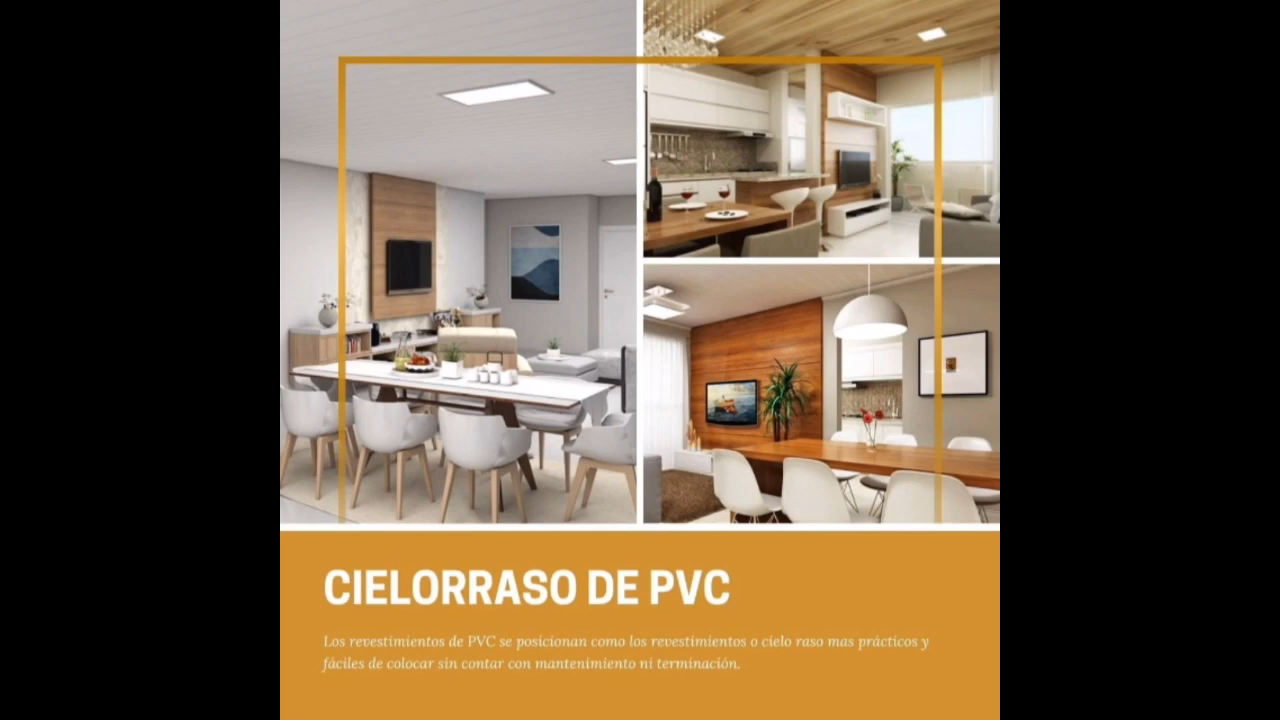 CIELORRASO DE PVC
Los revestimientos de PVC se posicionan como los revestimientos o cielo raso mas prácticos y
fáciles de colocar sin contar con mantenimiento ni terminación.